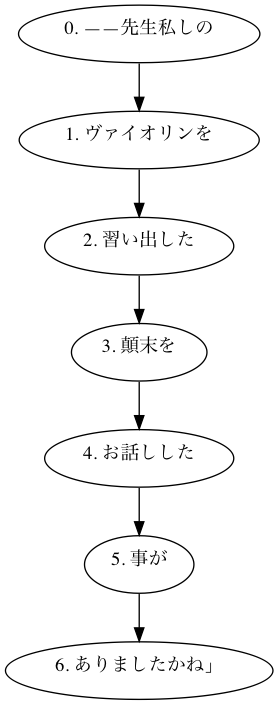 0. ——先生私しの
1. ヴァイオリンを
2. 習い出した
3. 顛末を
4. お話しした
5. 事が
6. ありましたかね」